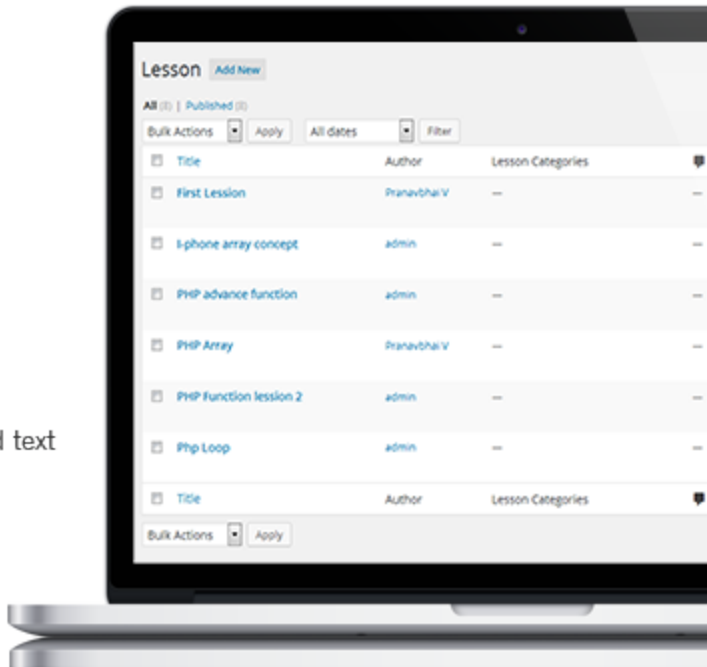 Lesson Add New
All (8) | Published (8)
Bulk Actions Apply All dates Filter
Title Author Lesson Categories
First Lession Pranavbhai V —
I-phone array concept admin —
PHP advance function admin —
PHP Array Pranavbhai V —
PHP Function lession 2 admin —
text
Php Loop admin —
Title Author Lesson Categories
Bulk Actions Apply